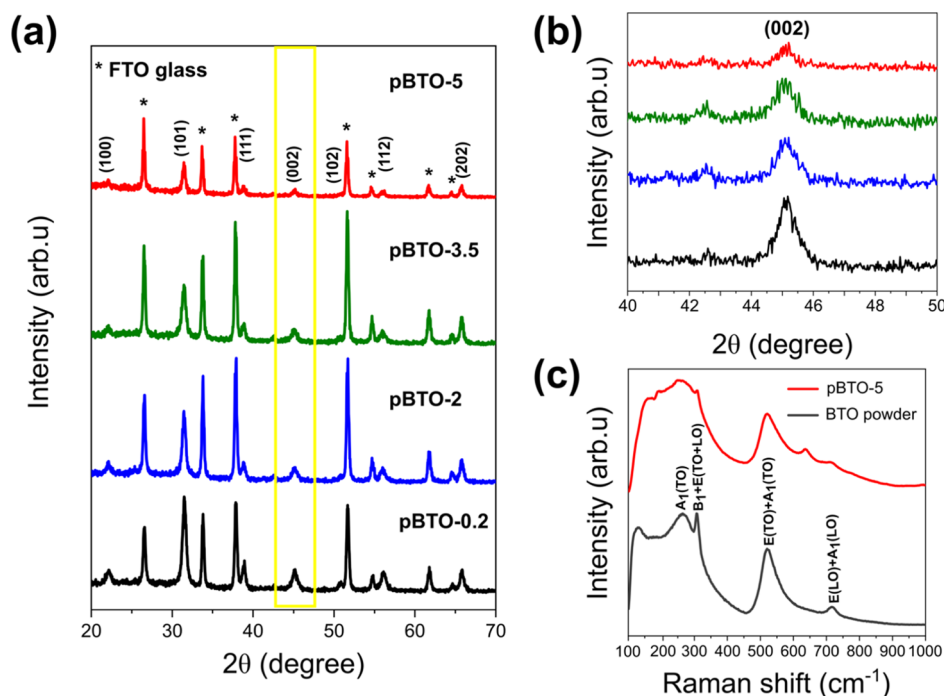 (a)
* FTO glass
pBTO-5
(100)
*
(101)
*
*
(111)
(002)
(102)
*
*
(112)
*
*
(202)
pBTO-3.5
pBTO-2
pBTO-0.2
Intensity (arb.u)
20 30 40 50 60 70
2θ (degree)
(b)
(002)
Intensity (arb.u)
40 42 44 46 48 50
2θ (degree)
(c)
pBTO-5
BTO powder
A₁(TO)
B₁+E(TO+LO)
E(TO)+A₁(TO)
E(LO)+A₁(LO)
Intensity (arb.u)
100 200 300 400 500 600 700 800 900 1000
Raman shift (cm⁻¹)